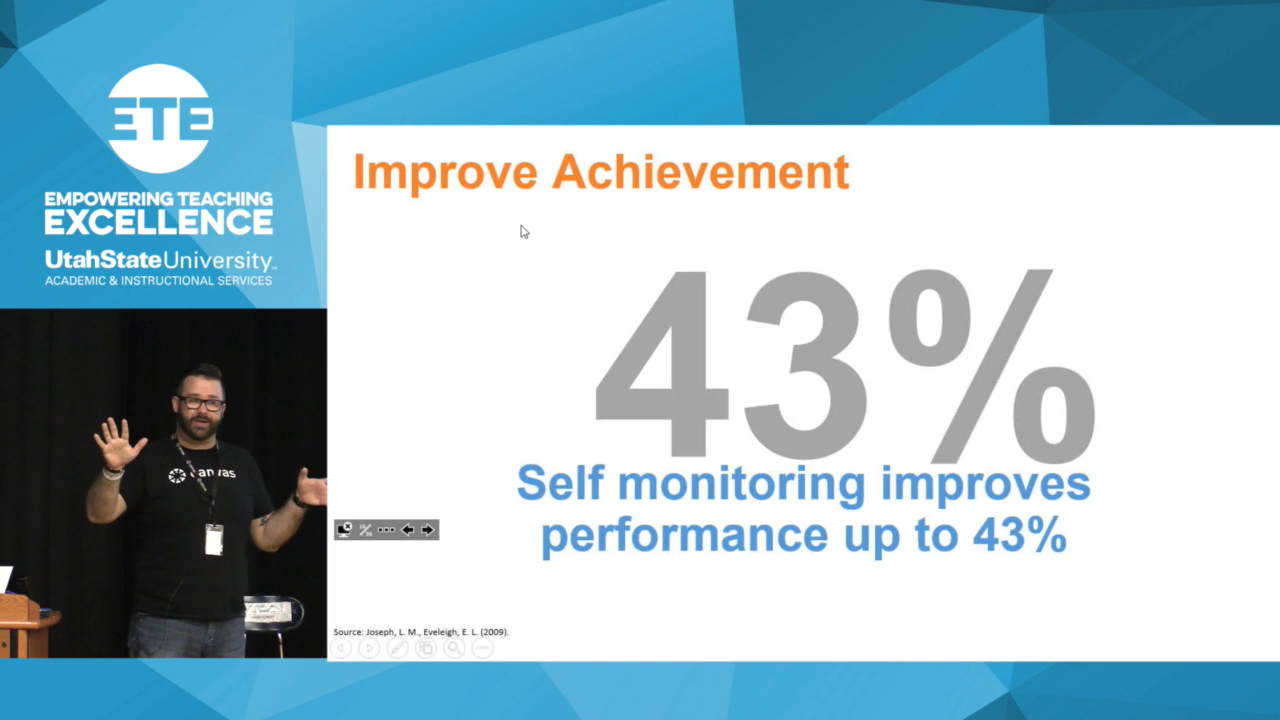 ETE
EMPOWERING TEACHING
EXCELLENCE
UtahStateUniversity
ACADEMIC & INSTRUCTIONAL SERVICES
Improve Achievement
43%
Self monitoring improves
performance up to 43%
canvas
Source: Joseph, L. M., Eveleigh, E. L. (2009).